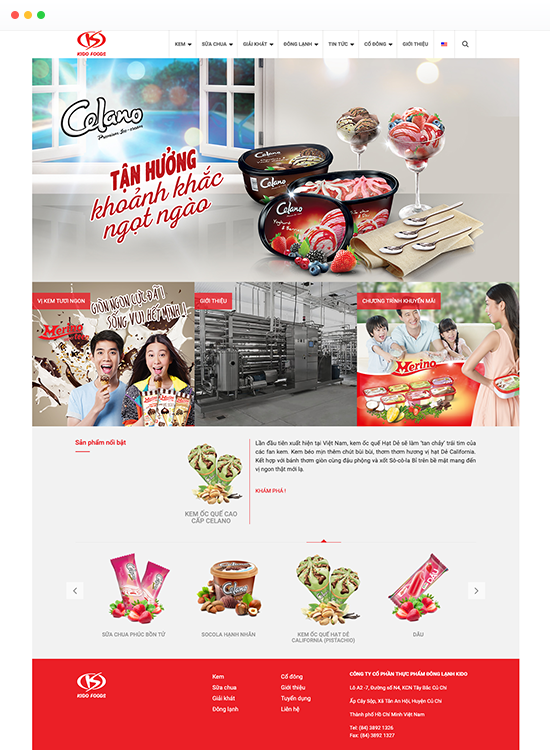 KIDO FOODS
KEM SỮA CHUA GIẢI KHÁT ĐÔNG LẠNH TIN TỨC CỔ ĐÔNG GIỚI THIỆU
Celano
Premium Ice-cream
TẬN HƯỞNG
khoảnh khắc
ngọt ngào
Celano
Celano
VỊ KEM TƯƠI NGON
GIÒN NGON CỰC ĐÃ !
SỐNG VUI HẾT MÌNH !
Merino
GIỚI THIỆU
CHƯƠNG TRÌNH KHUYẾN MÃI
Merino
Sản phẩm nổi bật
KEM ỐC QUẾ CAO
CẤP CELANO
Lần đầu tiên xuất hiện tại Việt Nam, kem ốc quế Hạt Dẻ sẽ làm 'tan chảy' trái tim của
các fan kem. Kem béo mịn thêm chút bùi bùi, thơm thơm hương vị hạt Dẻ California.
Kết hợp với bánh thơm giòn cùng đậu phộng và xốt Sô-cô-la Bỉ trên bề mặt mang đến
vị ngon thật mới lạ.
KHÁM PHÁ !
Celano
DÂU
SỮA CHUA PHÚC BỒN TỬ
SOCOLA HẠNH NHÂN
KEM ỐC QUẾ HẠT DẺ
CALIFORNIA (PISTACHIO)
DÂU
KIDO FOODS
Kem
Sữa chua
Giải khát
Đông lạnh
Cổ đông
Giới thiệu
Tuyển dụng
Liên hệ
CÔNG TY CỔ PHẦN THỰC PHẨM ĐÔNG LẠNH KIDO
Lô A2 -7, Đường số N4, KCN Tây Bắc Củ Chi
Ấp Cây Sộp, Xã Tân An Hội, Huyện Củ Chi
Thành phố Hồ Chí Minh Việt Nam
Tel: (84) 3892 1326
Fax: (84) 3892 1327